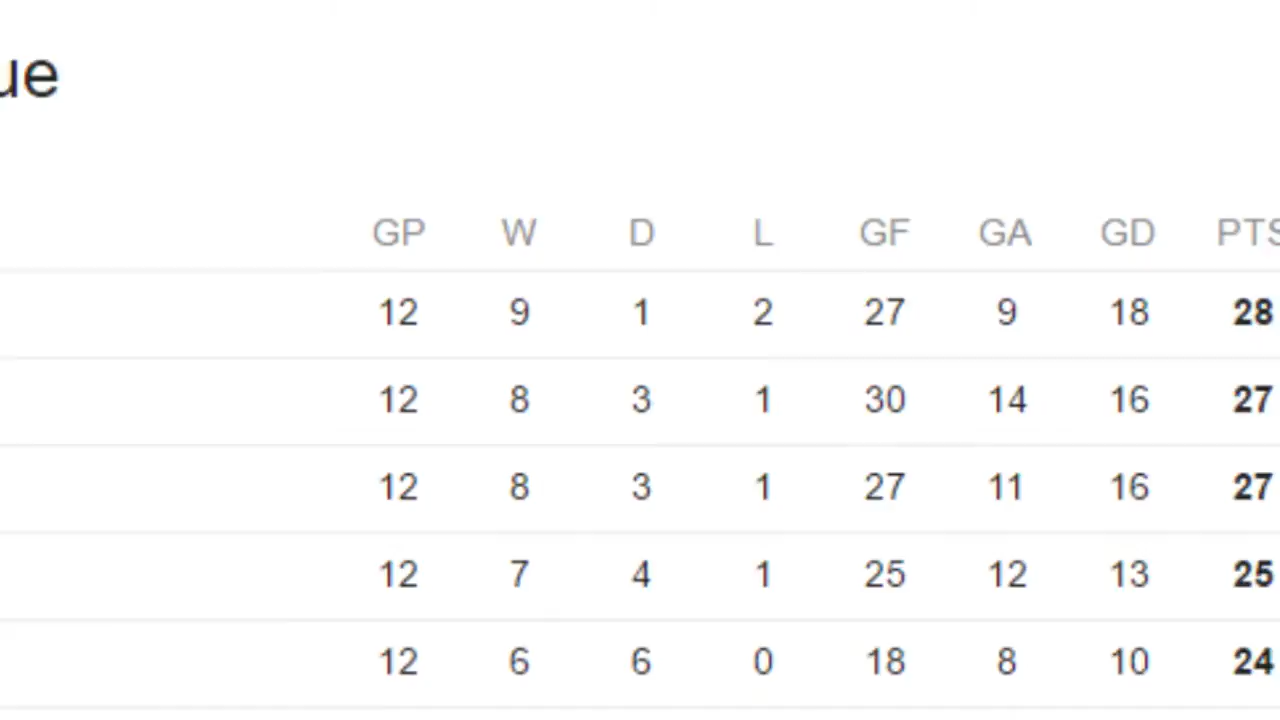 ue
GP W D L GF GA GD PTS
12 9 1 2 27 9 18 28
12 8 3 1 30 14 16 27
12 8 3 1 27 11 16 27
12 7 4 1 25 12 13 25
12 6 6 0 18 8 10 24